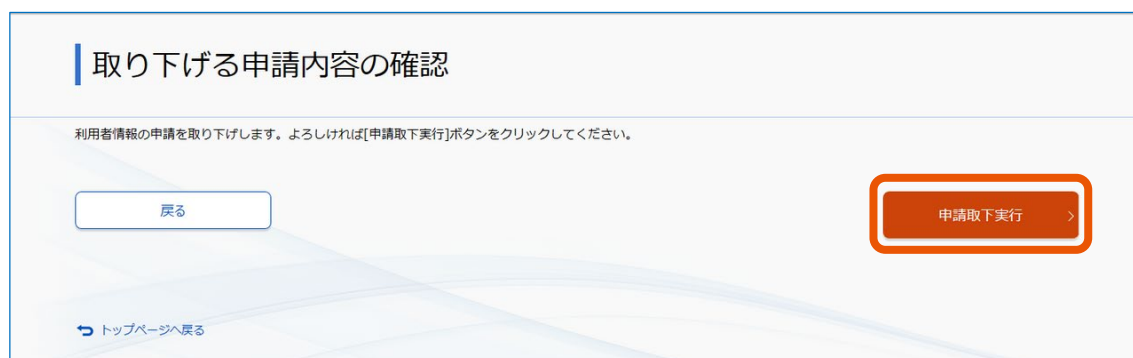 取り下げる申請内容の確認
利用者情報の申請を取り下げします。よろしければ[申請取下実行]ボタンをクリックしてください。
戻る
申請取下実行
トップページへ戻る